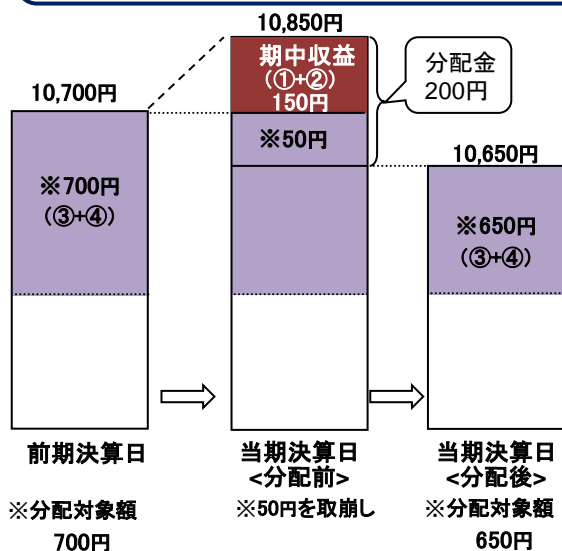 10,850円
期中収益
(①+②)
150円
分配金
200円
10,700円
※50円
10,650円
※700円
(③+④)
※650円
(③+④)
前期決算日
当期決算日
<分配前>
当期決算日
<分配後>
※分配対象額
700円
※50円を取崩し
※分配対象額
650円